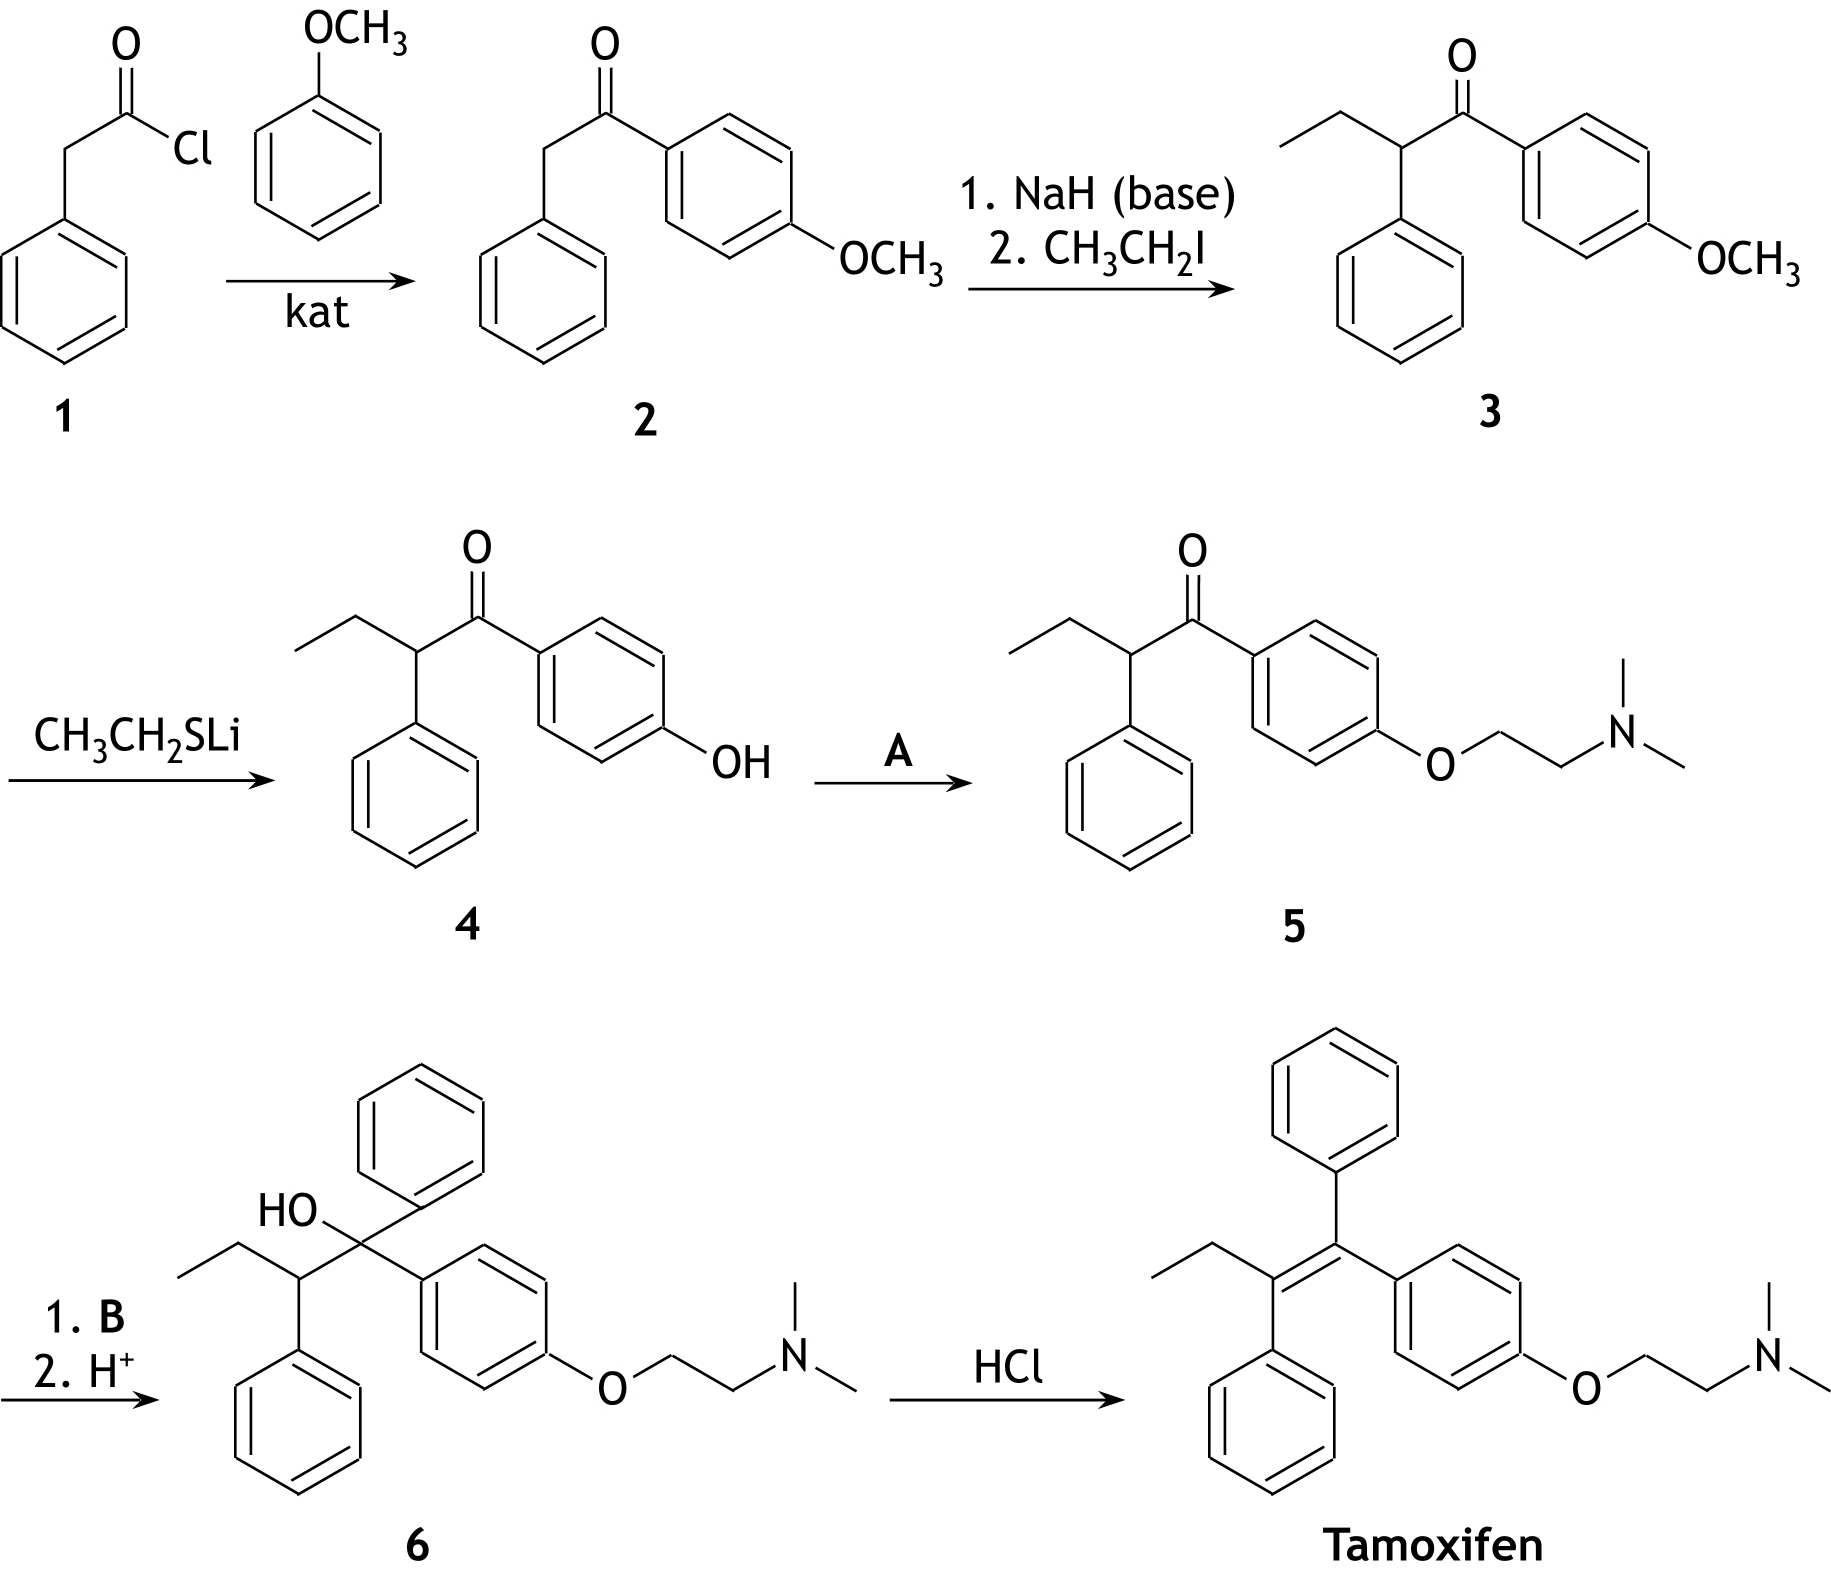 O
OCH₃
Cl
kat
1
O
OCH₃
2
1. NaH (base)
2. CH₃CH₂I
O
OCH₃
3
CH₃CH₂SLi
O
OH
4
A
O
O
N
5
1. B
2. H⁺
HO
O
N
6
HCl
O
N
Tamoxifen